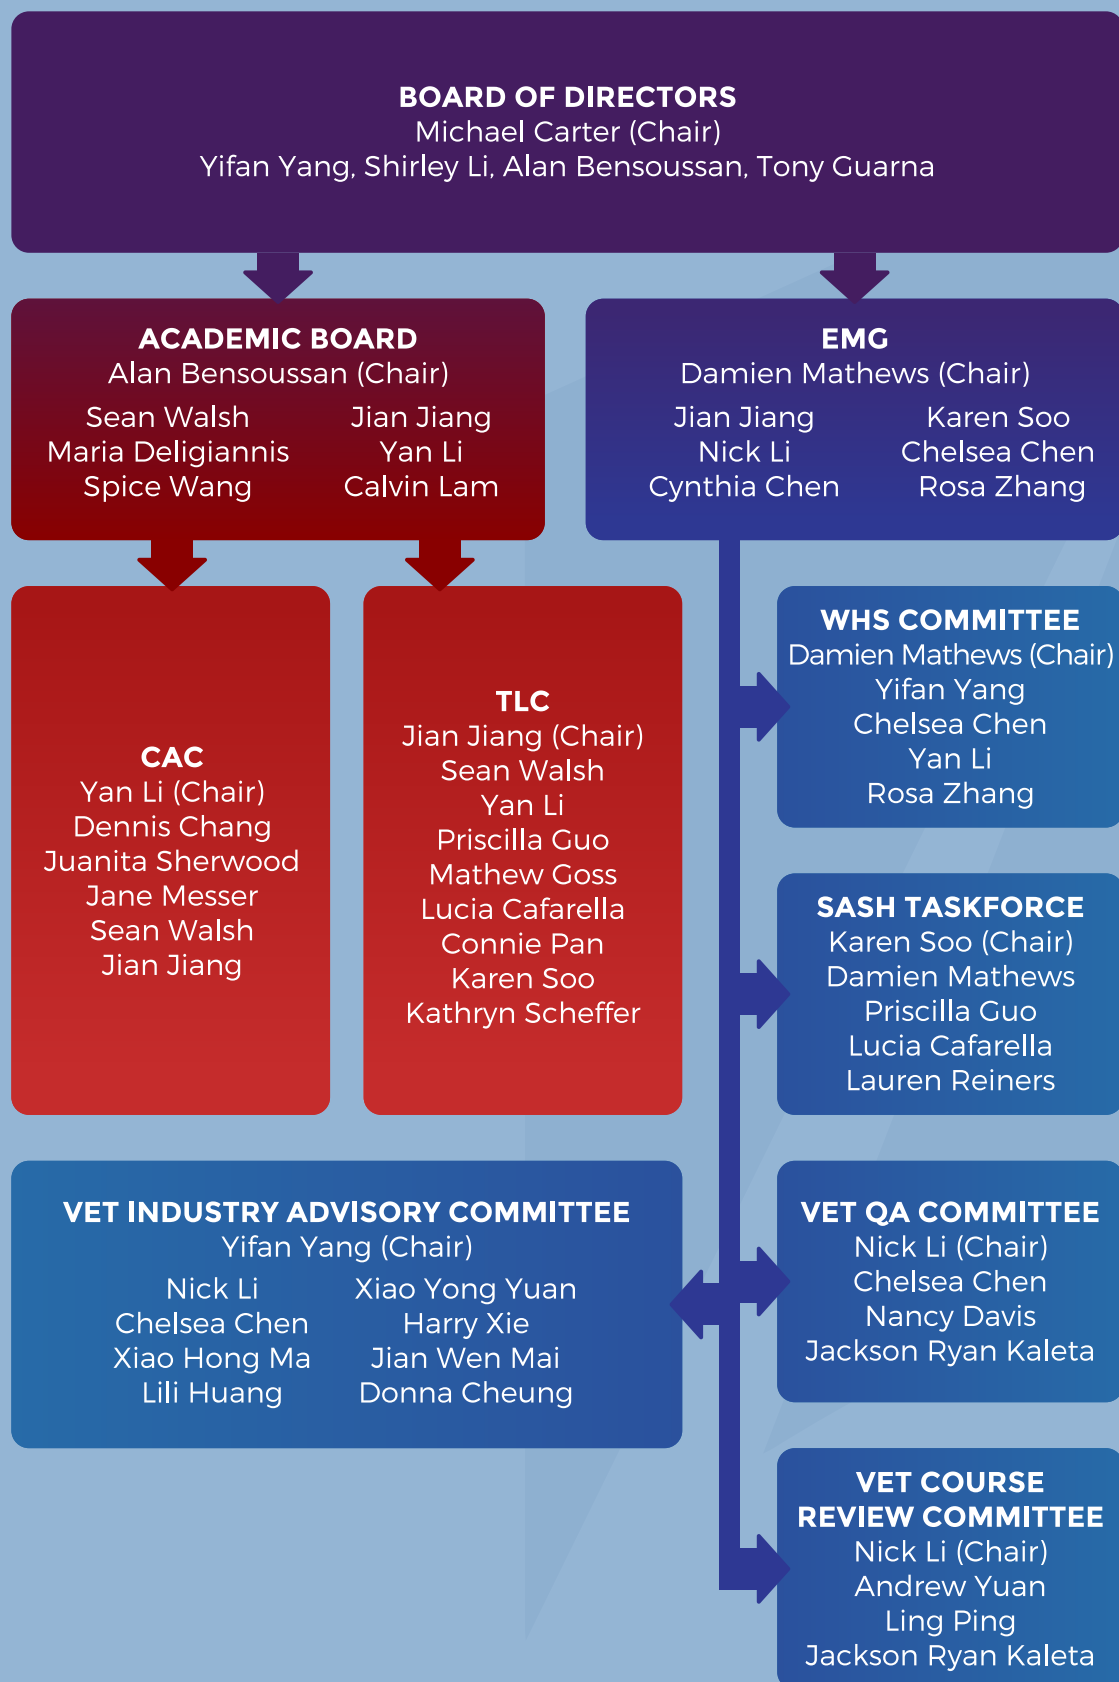 BOARD OF DIRECTORS
Michael Carter (Chair)
Yifan Yang, Shirley Li, Alan Bensoussan, Tony Guarna
ACADEMIC BOARD
Alan Bensoussan (Chair)
Sean Walsh
Maria Deligiannis
Spice Wang
Jian Jiang
Yan Li
Calvin Lam
EMG
Damien Mathews (Chair)
Jian Jiang
Nick Li
Cynthia Chen
Karen Soo
Chelsea Chen
Rosa Zhang
CAC
Yan Li (Chair)
Dennis Chang
Juanita Sherwood
Jane Messer
Sean Walsh
Jian Jiang
TLC
Jian Jiang (Chair)
Sean Walsh
Yan Li
Priscilla Guo
Mathew Goss
Lucia Cafarella
Connie Pan
Karen Soo
Kathryn Scheffer
WHS COMMITTEE
Damien Mathews (Chair)
Yifan Yang
Chelsea Chen
Yan Li
Rosa Zhang
SASH TASKFORCE
Karen Soo (Chair)
Damien Mathews
Priscilla Guo
Lucia Cafarella
Lauren Reiners
VET INDUSTRY ADVISORY COMMITTEE
Yifan Yang (Chair)
Nick Li
Chelsea Chen
Xiao Hong Ma
Lili Huang
Xiao Yong Yuan
Harry Xie
Jian Wen Mai
Donna Cheung
VET QA COMMITTEE
Nick Li (Chair)
Chelsea Chen
Nancy Davis
Jackson Ryan Kaleta
VET COURSE
REVIEW COMMITTEE
Nick Li (Chair)
Andrew Yuan
Ling Ping
Jackson Ryan Kaleta